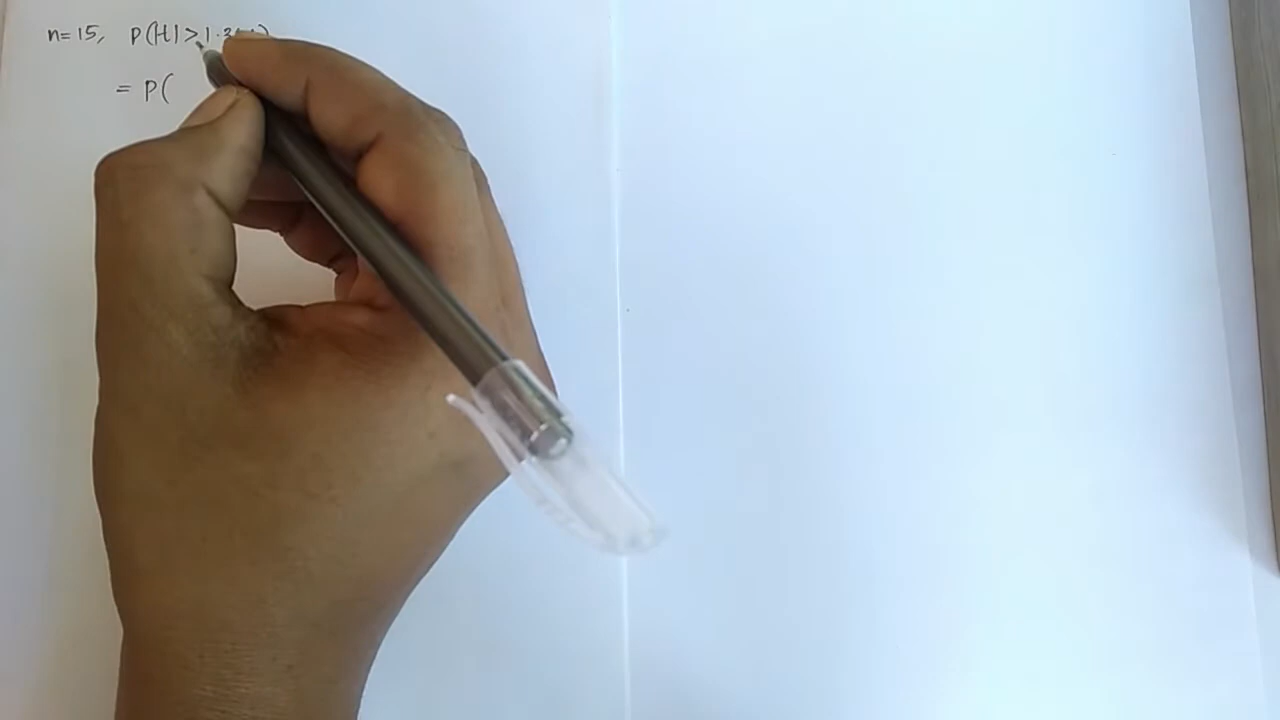 n=15, P(|t|>1.3
= P(